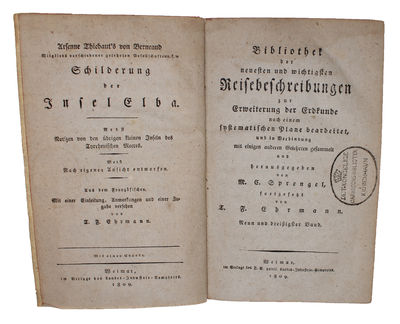 Arsenne Thiebaut's von Berneaud
Mitglieds verschiedener gelehrten Gesellschaften
Schilderung
der
Insel Elba.
Nebst
Notizen von den übrigen kleinen Inseln des
Tyrrhenischen Meeres.
Nach eigener Ansicht entworfen.
Aus dem Französischen.
Mit einer Einleitung, Anmerkungen und einer Zu-
gabe versehen
von
T. F. Ehrmann.
Mit einer Charte.
Weimar,
im Verlage des Landes-Industrie-Comptoirs.
1809.
Bibliothek
der
neuesten und wichtigsten
Reisebeschreibungen
zur
Erweiterung der Erdkunde
nach einem
systematischen Plane bearbeitet,
und in Verbindung
mit einigen anderen Gelehrten gesammelt
und
herausgegeben
von
M. C. Sprengel,
fortgesetzt
von
T. F. Ehrmann.
Neun und dreißigster Band.
Weimar,
im Verlage des Landes-Industrie-Comptoirs.
1809.